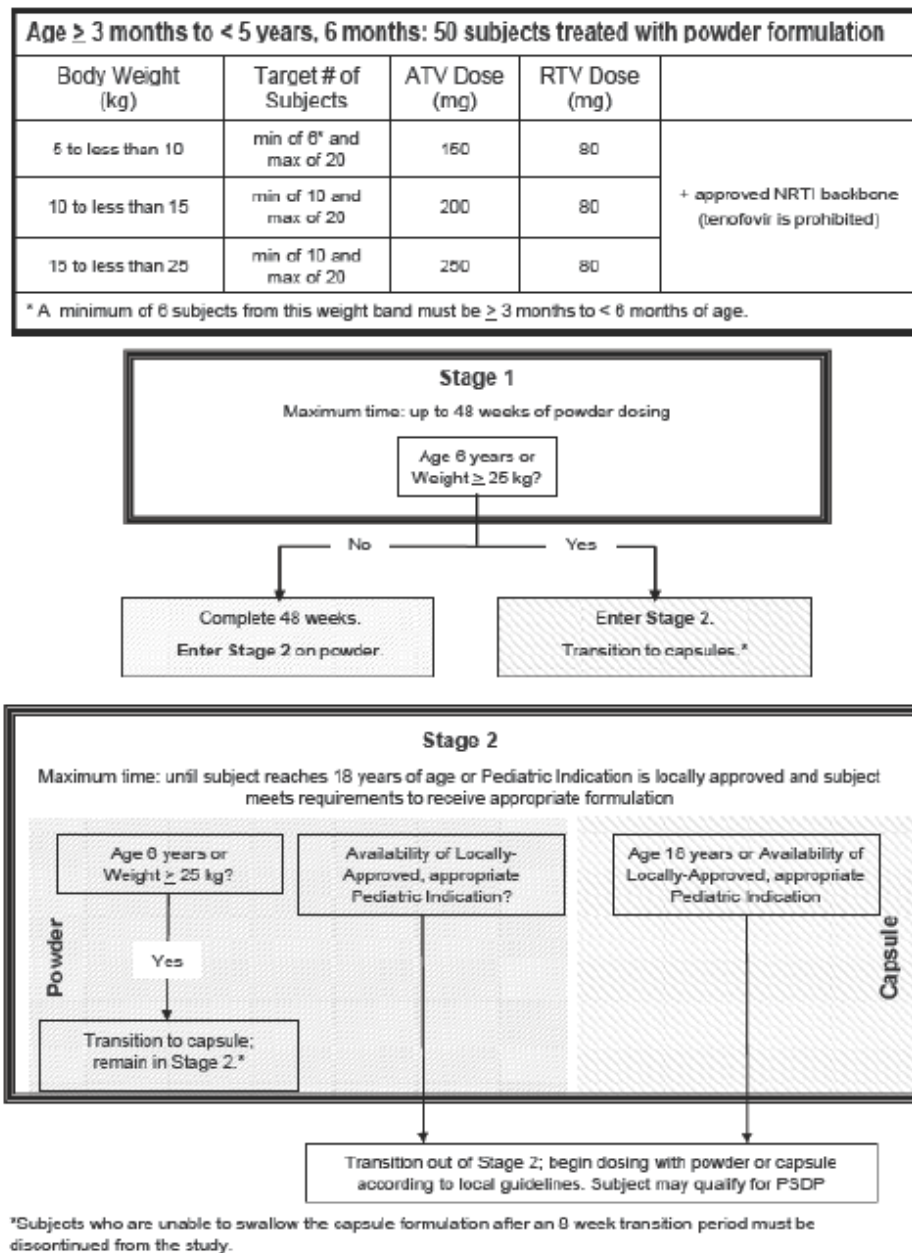 Age ≥ 3 months to < 5 years, 6 months: 50 subjects treated with powder formulation
Body Weight (kg) Target # of Subjects ATV Dose (mg) RTV Dose (mg)
5 to less than 10 min of 6* and max of 20 150 80
10 to less than 15 min of 10 and max of 20 200 80
15 to less than 25 min of 10 and max of 20 250 80
+ approved NRTI backbone
(tenofovir is prohibited)
* A minimum of 6 subjects from this weight band must be ≥ 3 months to < 6 months of age.
Stage 1
Maximum time: up to 48 weeks of powder dosing
Age 6 years or
Weight ≥ 25 kg?
No
Yes
Complete 48 weeks.
Enter Stage 2 on powder.
Enter Stage 2.
Transition to capsules.*
Stage 2
Maximum time: until subject reaches 18 years of age or Pediatric Indication is locally approved and subject
meets requirements to receive appropriate formulation
Powder
Age 6 years or
Weight ≥ 25 kg?
Yes
Transition to capsule;
remain in Stage 2.*
Availability of Locally-
Approved, appropriate
Pediatric Indication?
Age 18 years or Availability of
Locally-Approved, appropriate
Pediatric Indication
Capsule
Transition out of Stage 2; begin dosing with powder or capsule
according to local guidelines. Subject may qualify for PSDP
*Subjects who are unable to swallow the capsule formulation after an 8 week transition period must be
discontinued from the study.